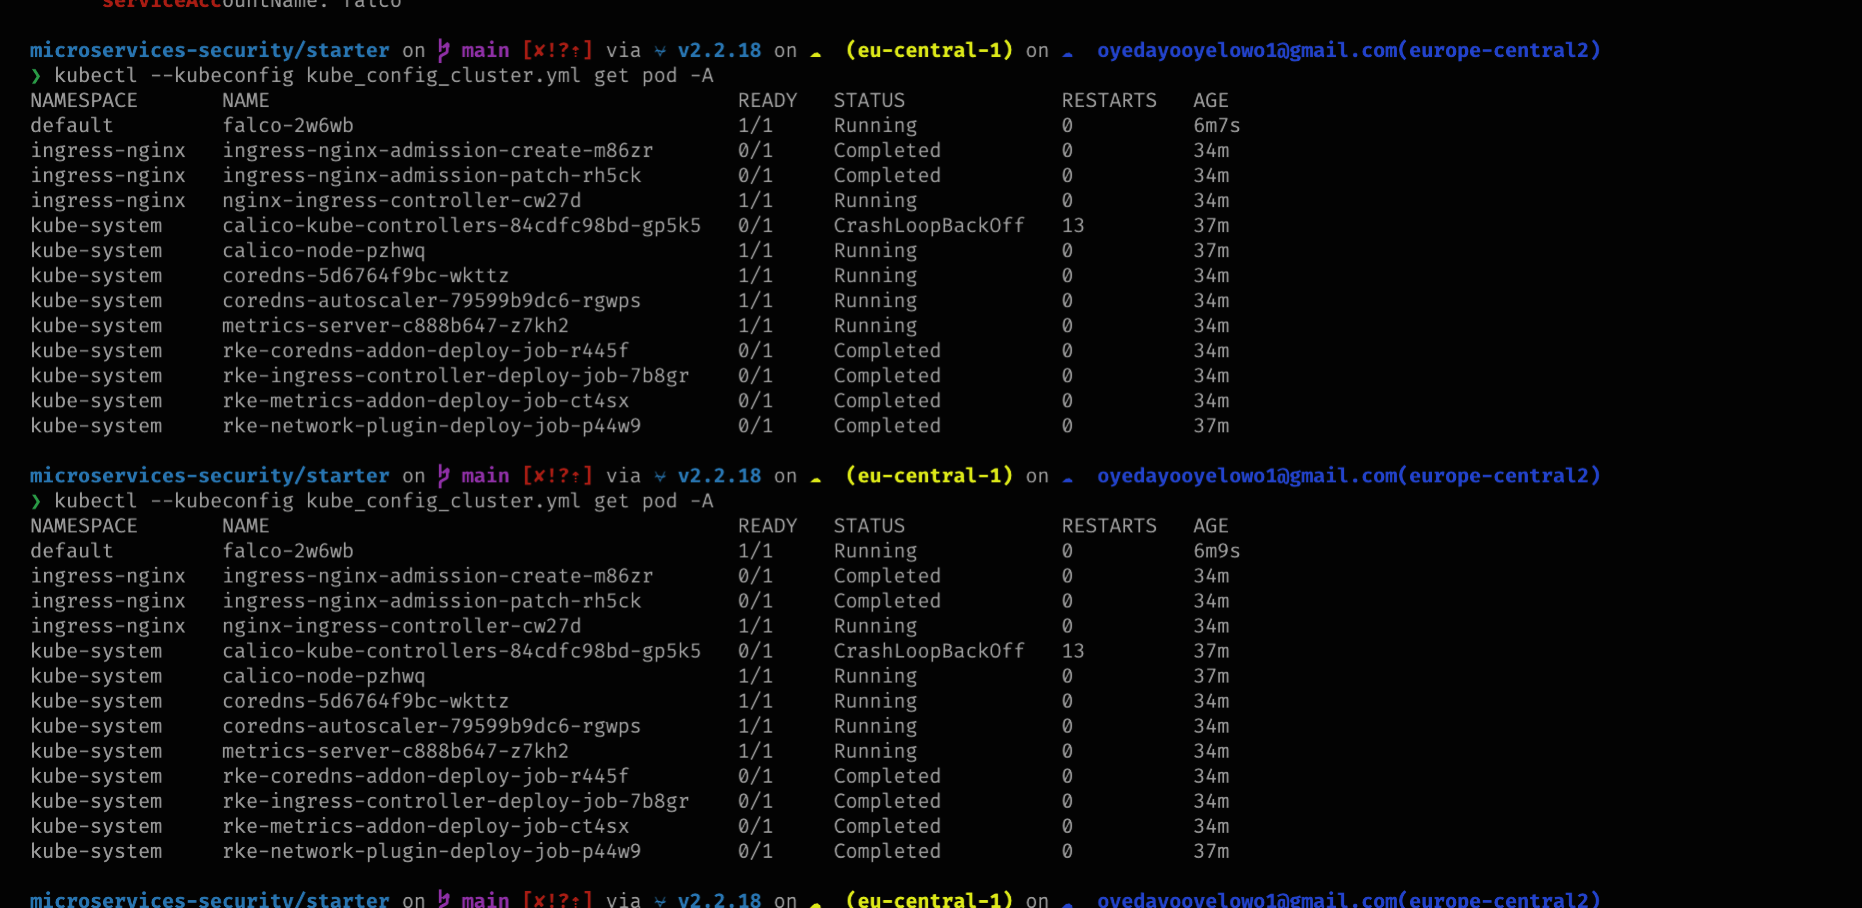 serviceAccountName: falco
microservices-security/starter on main [✘!?⇡] via v2.2.18 on ☁ (eu-central-1) on ☁ oyedayooyelowo1@gmail.com(europe-central2)
❯ kubectl --kubeconfig kube_config_cluster.yml get pod -A
NAMESPACE NAME READY STATUS RESTARTS AGE
default falco-2w6wb 1/1 Running 0 6m7s
ingress-nginx ingress-nginx-admission-create-m86zr 0/1 Completed 0 34m
ingress-nginx ingress-nginx-admission-patch-rh5ck 0/1 Completed 0 34m
ingress-nginx nginx-ingress-controller-cw27d 1/1 Running 0 34m
kube-system calico-kube-controllers-84cdfc98bd-gp5k5 0/1 CrashLoopBackOff 13 37m
kube-system calico-node-pzhwq 1/1 Running 0 37m
kube-system coredns-5d6764f9bc-wkttz 1/1 Running 0 34m
kube-system coredns-autoscaler-79599b9dc6-rgwps 1/1 Running 0 34m
kube-system metrics-server-c888b647-z7kh2 1/1 Running 0 34m
kube-system rke-coredns-addon-deploy-job-r445f 0/1 Completed 0 34m
kube-system rke-ingress-controller-deploy-job-7b8gr 0/1 Completed 0 34m
kube-system rke-metrics-addon-deploy-job-ct4sx 0/1 Completed 0 34m
kube-system rke-network-plugin-deploy-job-p44w9 0/1 Completed 0 37m
microservices-security/starter on main [✘!?⇡] via v2.2.18 on ☁ (eu-central-1) on ☁ oyedayooyelowo1@gmail.com(europe-central2)
❯ kubectl --kubeconfig kube_config_cluster.yml get pod -A
NAMESPACE NAME READY STATUS RESTARTS AGE
default falco-2w6wb 1/1 Running 0 6m9s
ingress-nginx ingress-nginx-admission-create-m86zr 0/1 Completed 0 34m
ingress-nginx ingress-nginx-admission-patch-rh5ck 0/1 Completed 0 34m
ingress-nginx nginx-ingress-controller-cw27d 1/1 Running 0 34m
kube-system calico-kube-controllers-84cdfc98bd-gp5k5 0/1 CrashLoopBackOff 13 37m
kube-system calico-node-pzhwq 1/1 Running 0 37m
kube-system coredns-5d6764f9bc-wkttz 1/1 Running 0 34m
kube-system coredns-autoscaler-79599b9dc6-rgwps 1/1 Running 0 34m
kube-system metrics-server-c888b647-z7kh2 1/1 Running 0 34m
kube-system rke-coredns-addon-deploy-job-r445f 0/1 Completed 0 34m
kube-system rke-ingress-controller-deploy-job-7b8gr 0/1 Completed 0 34m
kube-system rke-metrics-addon-deploy-job-ct4sx 0/1 Completed 0 34m
kube-system rke-network-plugin-deploy-job-p44w9 0/1 Completed 0 37m
microservices-security/starter on main [✘!?⇡] via v2.2.18 on ☁ (eu-central-1) on ☁ oyedayooyelowo1@gmail.com(europe-central2)